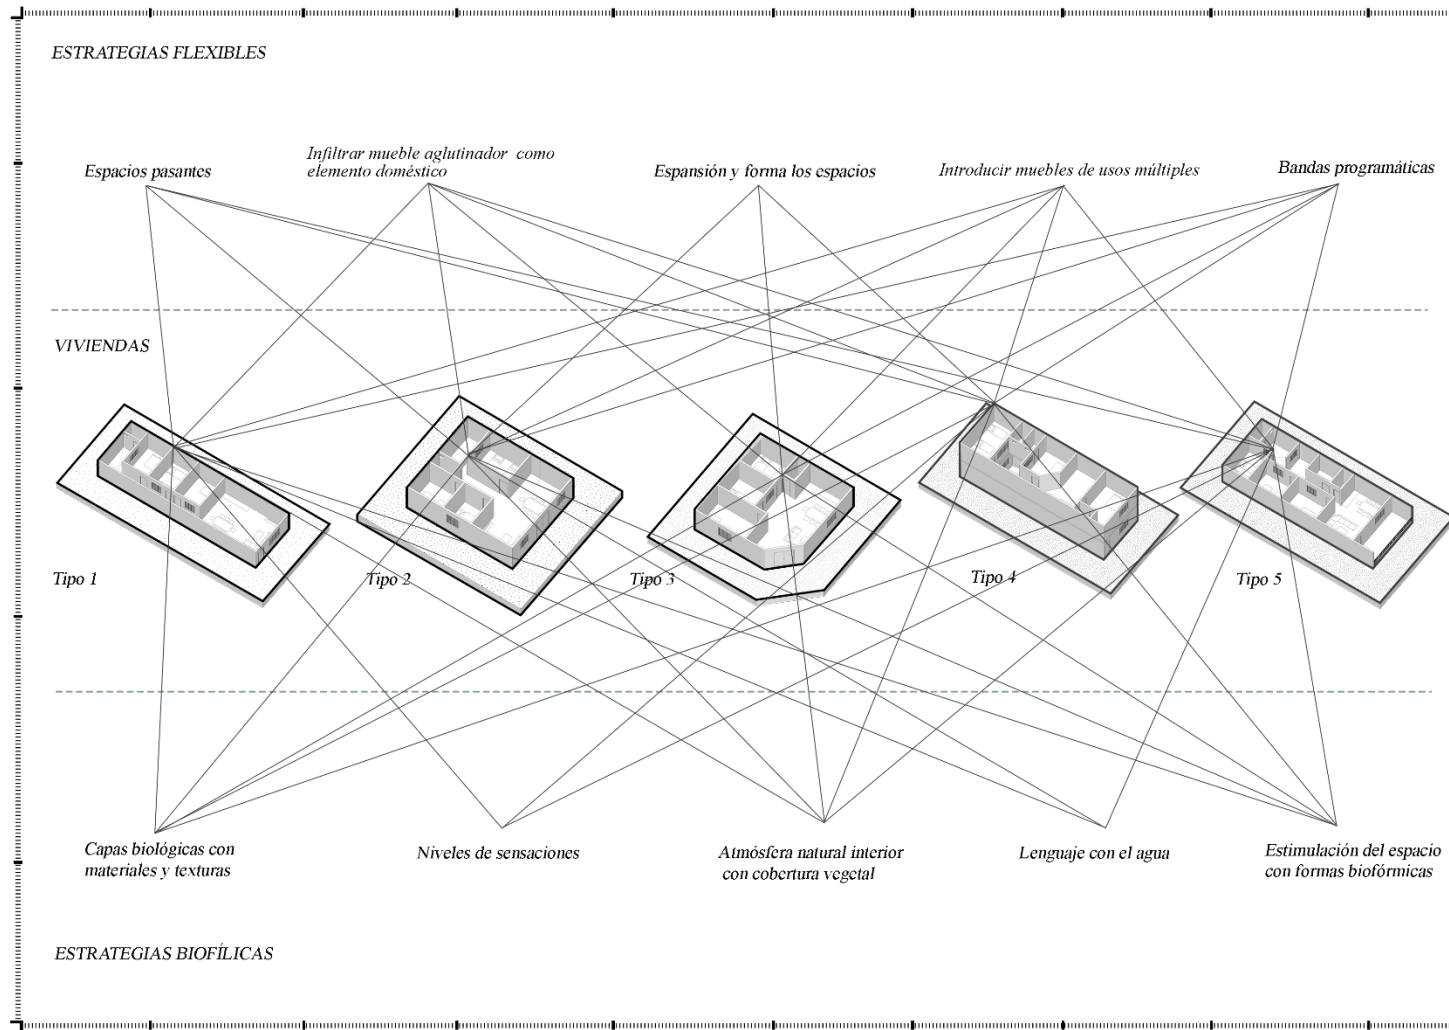 ESTRATEGIAS FLEXIBLES
Espacios pasantes
Infiltrar mueble aglutinador como
elemento doméstico
Espansión y forma los espacios
Introducir muebles de usos múltiples
Bandas programáticas
VIVIENDAS
Tipo 1
Tipo 2
Tipo 3
Tipo 4
Tipo 5
Capas biológicas con
materiales y texturas
Niveles de sensaciones
Atmósfera natural interior
con cobertura vegetal
Lenguaje con el agua
Estimulación del espacio
con formas biofórmicas
ESTRATEGIAS BIOFÍLICAS